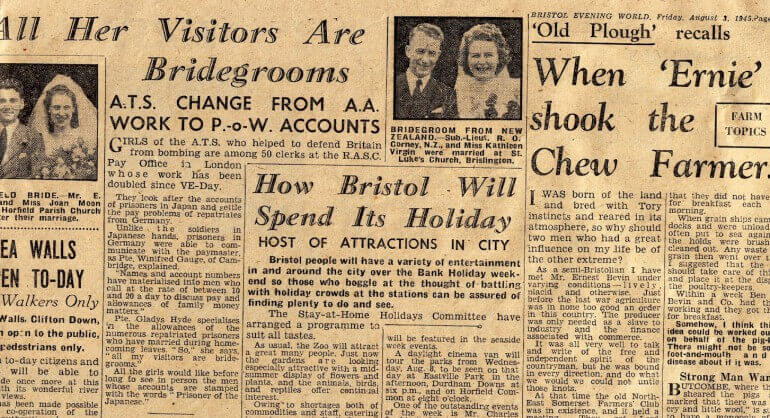 All Her Visitors Are
Bridegrooms
A.T.S. CHANGE FROM A.A.
WORK TO P.-o-W. ACCOUNTS
GIRLS of the A.T.S. who helped to defend Britain
from bombing are among 50 clerks at the R.A.S.C.
Pay Office in London
whose work has been
doubled since VE-Day.
They look after the accounts
of prisoners in Japan and settle
the pay problems of repatriates
from Germany.
Unlike the soldiers in
Japanese hands, prisoners in
Germany were able to com-
municate with the paymaster,
as Pte. Winifred Gauge, of Cam-
bridge, explained.
"Names and account numbers
have materialised into men who
call at the rate of between 10
and 20 a day to discuss pay and
allowances of family money
matters."
Pte. Gladys Hyde specialises
in the allowances of the
numerous repatriated prisoners
who have married during home-
coming leaves. "So," she says,
"all my visitors are bride-
grooms."
All the girls would like before
long to see in person the men
whose accounts are stamped
with the words "Prisoner of the
Japanese."
ELD BRIDE.—Mr. E.
and Miss Joan Moon
Horfield Parish Church
ter their marriage.
EA WALLS
EN TO-DAY
Walkers Only
Walls, Clifton Down,
n open to the public,
pedestrians only.
to-day citizens and
will be able to
once more at this
th its wonderful river
views.
has been made possible
co-operation of the
BRIDEGROOM FROM NEW
ZEALAND.—Sub.-Lieut. R. O.
Corney, N.Z., and Miss Kathleen
Virgin were married at St.
Luke's Church, Brislington.
How Bristol Will
Spend Its Holiday
HOST OF ATTRACTIONS IN CITY
Bristol people will have a variety of entertainment
in and around the city over the Bank Holiday week-
end so those who boggle at the thought of battling
with holiday crowds at the stations can be assured of
finding plenty to do and see.
The Stay-at-Home Holidays Committee have
arranged a programme to
suit all tastes.
As usual, the Zoo will attract
a great many people. Just now
the gardens are looking
especially attractive with a mid-
summer display of flowers and
plants, and the animals, birds,
and reptiles offer continual
interest.
Owing to shortages both of
commodities and staff, catering
will be featured in the seaside
week events.
A daylight cinema van will
tour the parks from Wednes-
day, Aug. 8, to be soon on that
day at Eastville Park in the
afternoon, Durdham Downs at
six p.m., and on Horfield Com-
mon at eight o'clock.
One of the outstanding events
of the week is Mr. Charles
BRISTOL EVENING WORLD, Friday, August 3, 1945.
'Old Plough' recalls
When 'Ernie'
shook the
Chew Farmer
FARM
TOPICS
I WAS born of the land
and bred with Tory
instincts and reared in its
atmosphere, so why should
two men who had a great
influence on my life be of
the other extreme?
As a semi-Bristolian I have
met Mr. Ernest Bevin under
varying conditions—lively,
placid and otherwise. Just
before the last war agriculture
was in none too good an order
in this country. The producer
was only needed as a slave to
industry and the finance
associated with commerce.
It was all very well to talk
and write of the free and
independent spirit of the
countryman, but he was bound
in every direction, and do what
we would we could not untie
those knots.
At that time the old North-
East Somerset Farmers' Club
was in existence, and it held a
that they did not have
for breakfast each
morning.
When grain ships came
docks and were unloaded
often put to sea again
the holds were brush
cleaned out. Any waste
grain then went over
I suggested that the
should take care of this
and place it at the disp
the poultry-keepers.
Within a week Ben
Bevin and Co. had th
working and they got th
for breakfast.
Somehow, I think th
idea could be worked ou
on behalf of the pig-
There might not be so
foot-and-mouth and
disease about if it was.
Strong Man Wa
BUTCOMBE, where th
sheared the pigs
marked that there was
cry and little wool," is